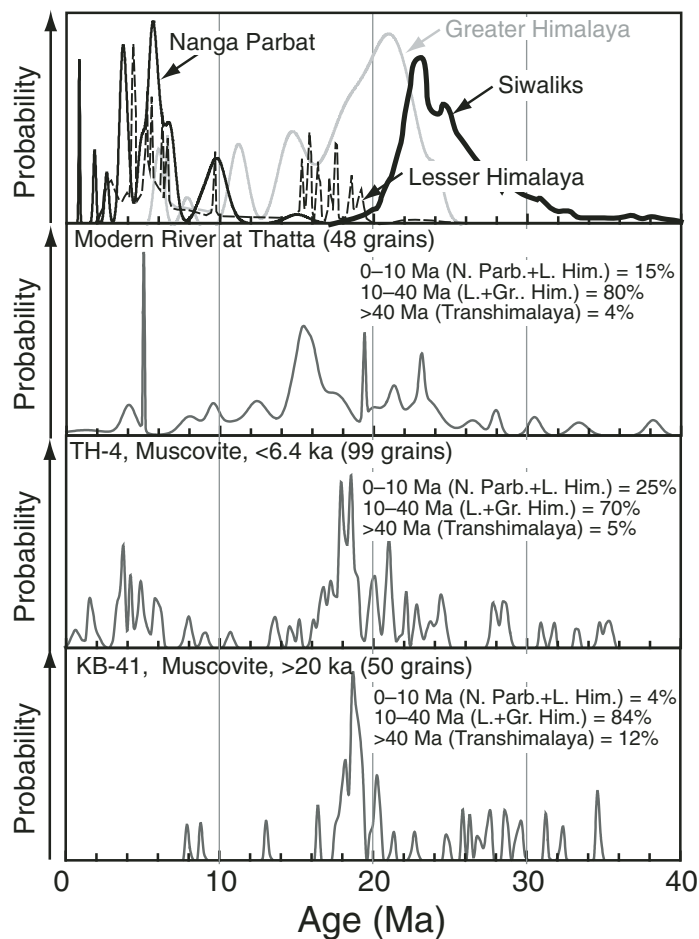 Probability
Nanga Parbat
Greater Himalaya
Siwaliks
Lesser Himalaya
Probability
Modern River at Thatta (48 grains)
0–10 Ma (N. Parb.+L. Him.) = 15%
10–40 Ma (L.+Gr.. Him.) = 80%
>40 Ma (Transhimalaya) = 4%
Probability
TH-4, Muscovite, <6.4 ka (99 grains)
0–10 Ma (N. Parb.+L. Him.) = 25%
10–40 Ma (L.+Gr. Him.) = 70%
>40 Ma (Transhimalaya) = 5%
Probability
KB-41, Muscovite, >20 ka (50 grains)
0–10 Ma (N. Parb.+L. Him.) = 4%
10–40 Ma (L.+Gr. Him.) = 84%
>40 Ma (Transhimalaya) = 12%
0 10 20 30 40
Age (Ma)